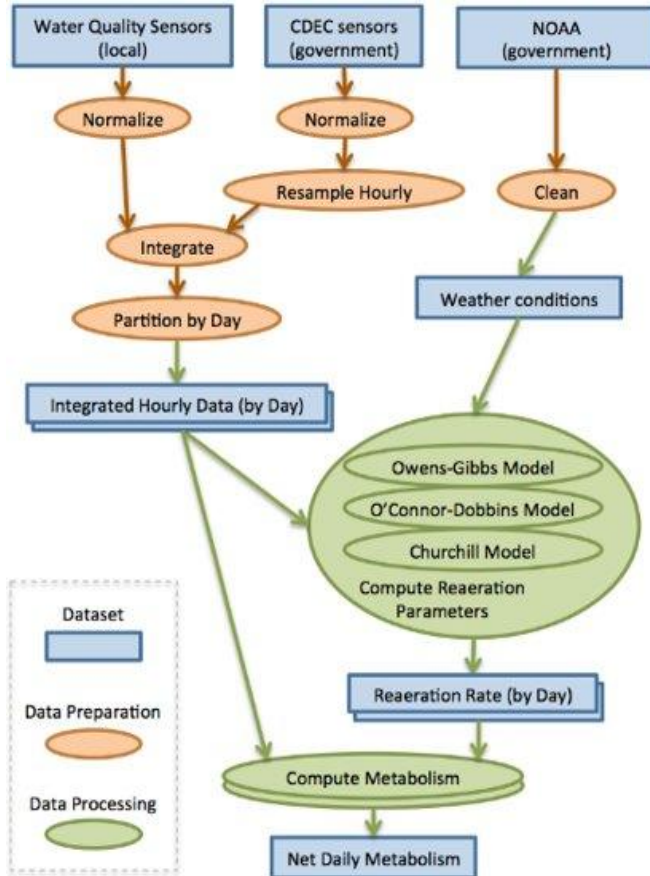 Water Quality Sensors
(local)
CDEC sensors
(government)
NOAA
(government)
Normalize
Normalize
Resample Hourly
Clean
Integrate
Weather conditions
Partition by Day
Integrated Hourly Data (by Day)
Owens-Gibbs Model
O'Connor-Dobbins Model
Churchill Model
Compute Reaeration
Parameters
Dataset
Data Preparation
Data Processing
Reaeration Rate (by Day)
Compute Metabolism
Net Daily Metabolism